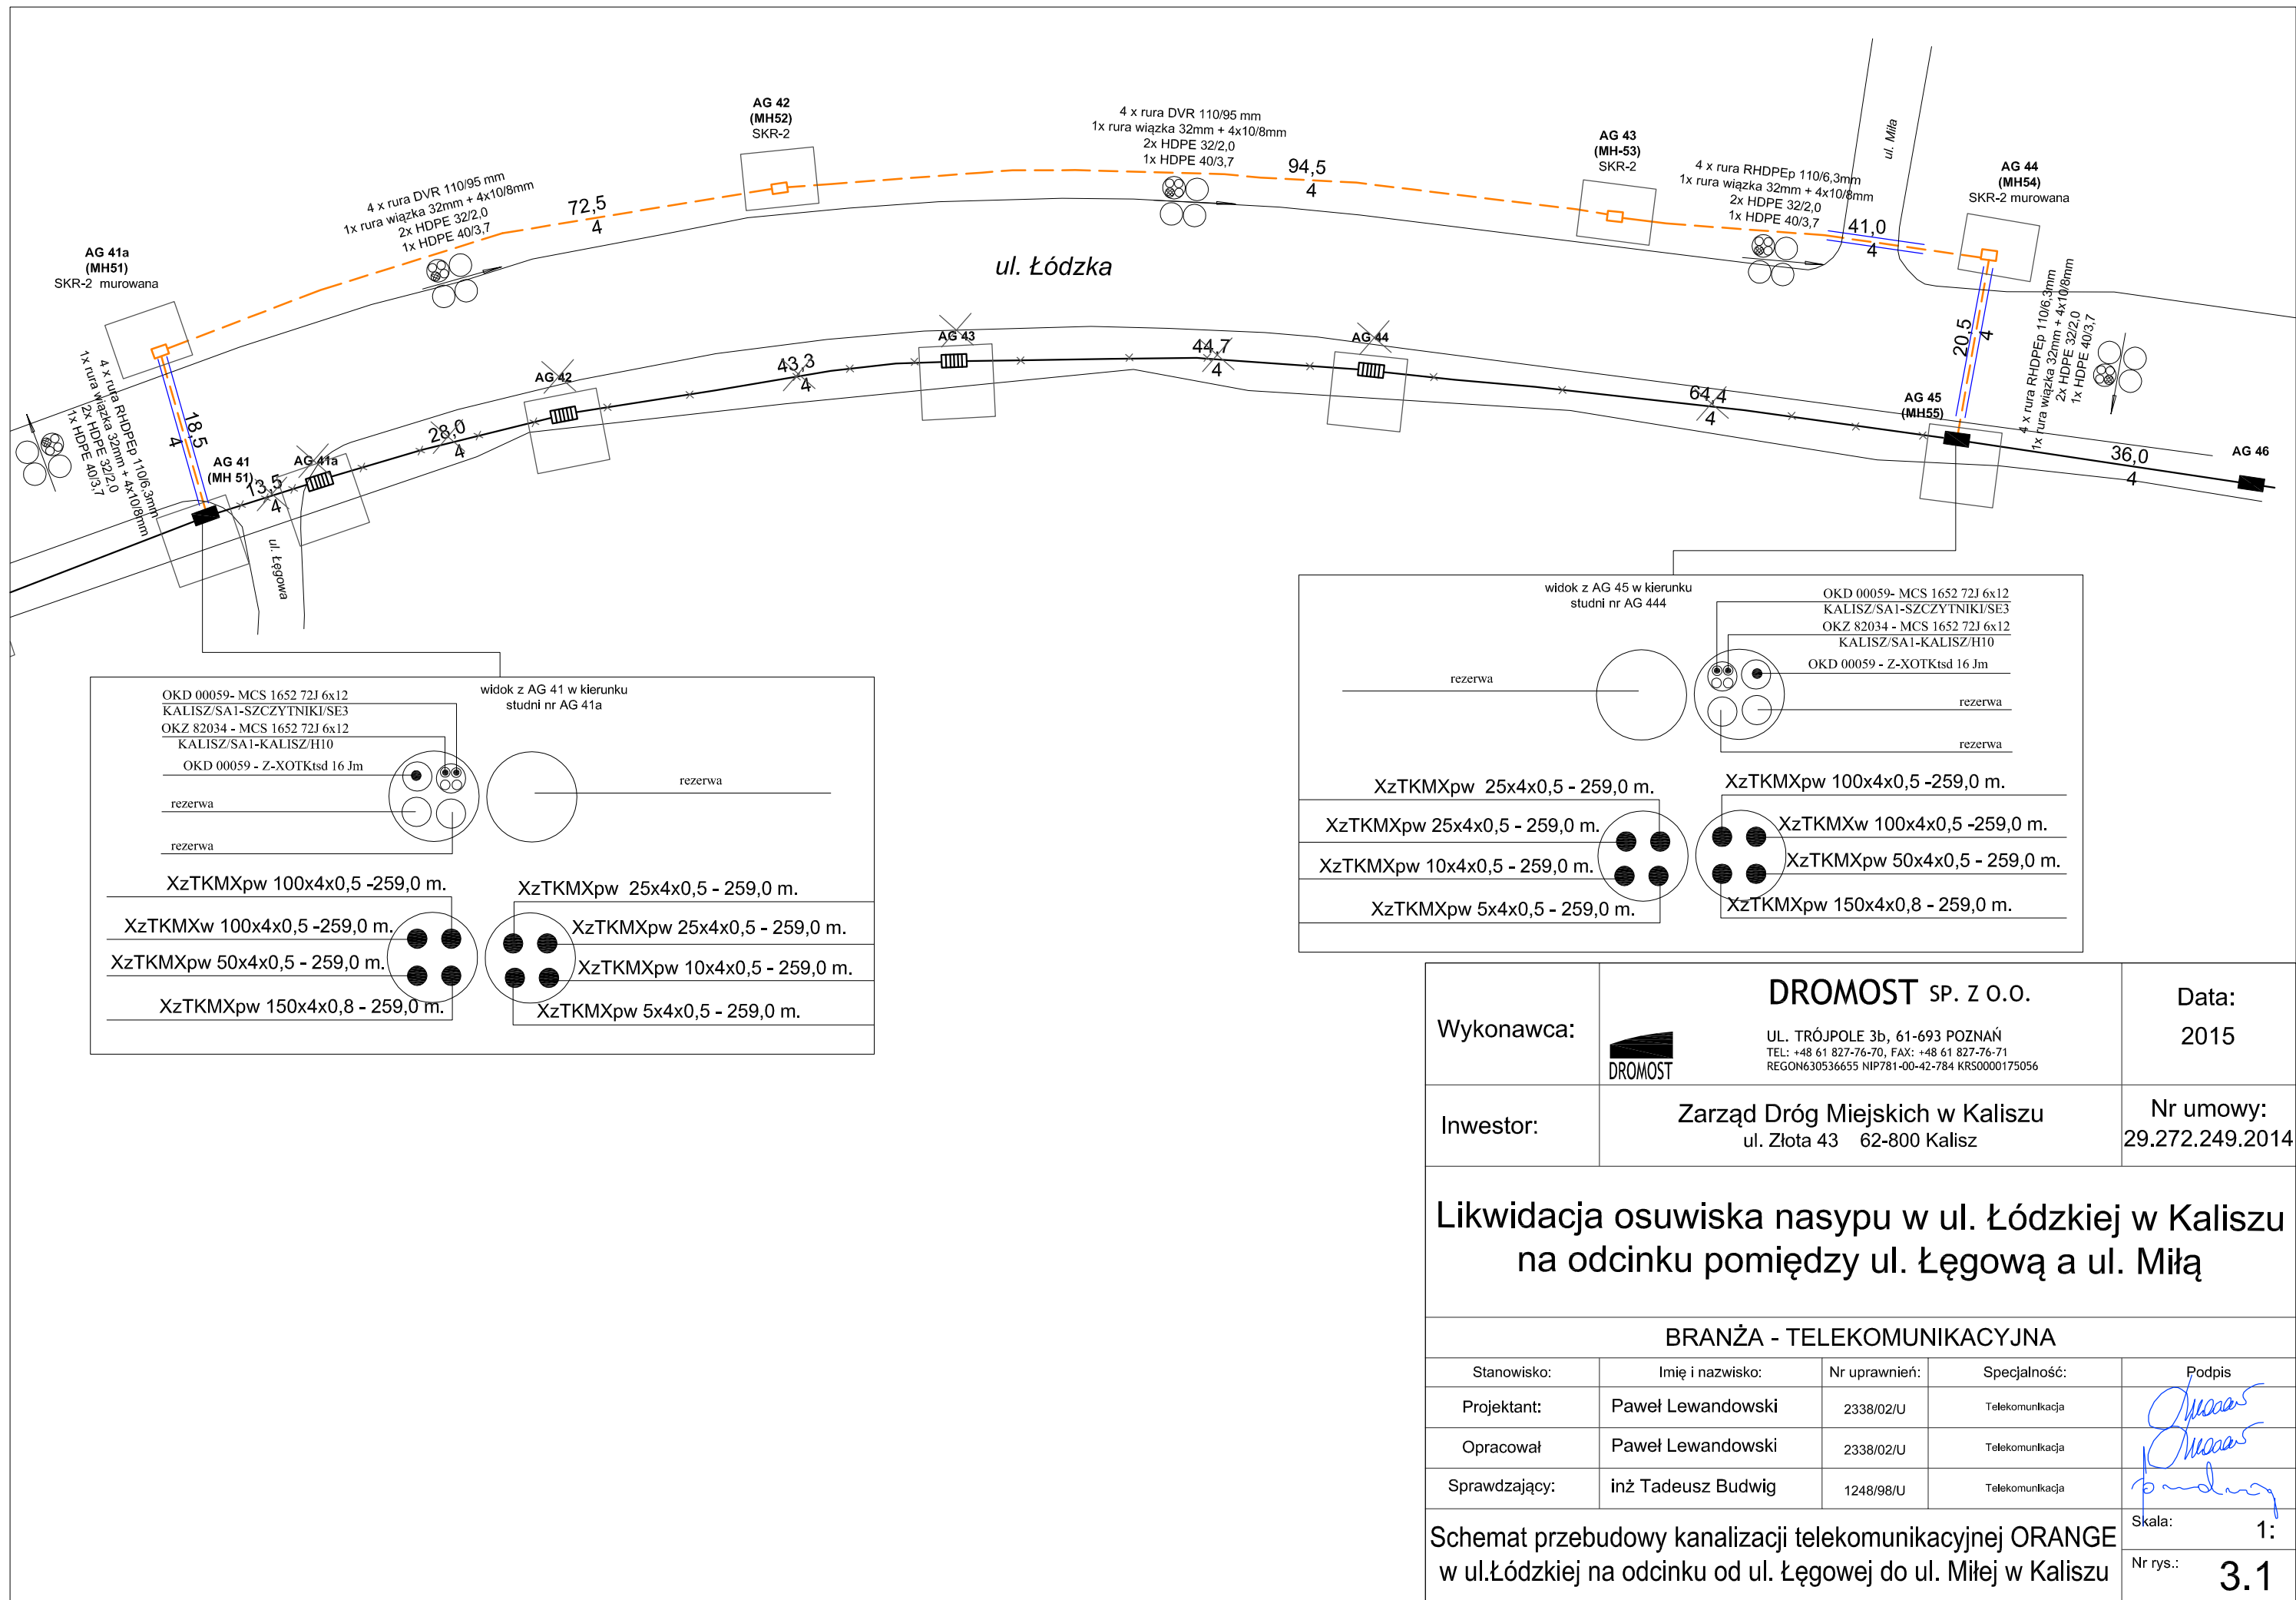 AG 42
(MH52)
SKR-2
4 x rura DVR 110/95 mm
1x rura wiązka 32mm + 4x10/8mm
2x HDPE 32/2,0
1x HDPE 40/3,7
94,5
4
AG 43
(MH-53)
SKR-2
ul. Miła
4 x rura RHDPEp 110/6,3mm
1x rura wiązka 32mm + 4x10/8mm
2x HDPE 32/2,0
1x HDPE 40/3,7
41,0
4
AG 44
(MH54)
SKR-2 murowana
4 x rura DVR 110/95 mm
1x rura wiązka 32mm + 4x10/8mm
2x HDPE 32/2,0
1x HDPE 40/3,7
72,5
4
AG 41a
(MH51)
SKR-2 murowana
ul. Łódzka
4 x rura RHDPEp 110/6,3mm
1x rura wiązka 32mm + 4x10/8mm
2x HDPE 32/2,0
1x HDPE 40/3,7
18,5
4
AG 41
(MH 51)
13,5
4
AG 41a
28,0
4
AG 42
43,3
4
AG 43
44,7
4
AG 44
64,4
4
AG 45
(MH55)
20,5
4
4 x rura RHDPEp 110/6,3mm
1x rura wiązka 32mm + 4x10/8mm
2x HDPE 32/2,0
1x HDPE 40/3,7
36,0
4
AG 46
ul. Łęgowa
widok z AG 41 w kierunku
studni nr AG 41a
OKD 00059- MCS 1652 72J 6x12
KALISZ/SA1-SZCZYTNIKI/SE3
OKZ 82034 - MCS 1652 72J 6x12
KALISZ/SA1-KALISZ/H10
OKD 00059 - Z-XOTKtsd 16 Jm
rezerwa
rezerwa
rezerwa
XzTKMXpw 100x4x0,5 -259,0 m.
XzTKMXw 100x4x0,5 -259,0 m.
XzTKMXpw 50x4x0,5 - 259,0 m.
XzTKMXpw 150x4x0,8 - 259,0 m.
XzTKMXpw 25x4x0,5 - 259,0 m.
XzTKMXpw 25x4x0,5 - 259,0 m.
XzTKMXpw 10x4x0,5 - 259,0 m.
XzTKMXpw 5x4x0,5 - 259,0 m.
widok z AG 45 w kierunku
studni nr AG 444
OKD 00059- MCS 1652 72J 6x12
KALISZ/SA1-SZCZYTNIKI/SE3
OKZ 82034 - MCS 1652 72J 6x12
KALISZ/SA1-KALISZ/H10
OKD 00059 - Z-XOTKtsd 16 Jm
rezerwa
rezerwa
rezerwa
XzTKMXpw 25x4x0,5 - 259,0 m.
XzTKMXpw 25x4x0,5 - 259,0 m.
XzTKMXpw 10x4x0,5 - 259,0 m.
XzTKMXpw 5x4x0,5 - 259,0 m.
XzTKMXpw 100x4x0,5 -259,0 m.
XzTKMXw 100x4x0,5 -259,0 m.
XzTKMXpw 50x4x0,5 - 259,0 m.
XzTKMXpw 150x4x0,8 - 259,0 m.
Wykonawca:
DROMOST
DROMOST SP. Z O.O.
UL. TRÓJPOLE 3b, 61-693 POZNAŃ
TEL: +48 61 827-76-70, FAX: +48 61 827-76-71
REGON630536655 NIP781-00-42-784 KRS0000175056
Data:
2015
Inwestor:
Zarząd Dróg Miejskich w Kaliszu
ul. Złota 43 62-800 Kalisz
Nr umowy:
29.272.249.2014
Likwidacja osuwiska nasypu w ul. Łódzkiej w Kaliszu
na odcinku pomiędzy ul. Łęgową a ul. Miłą
BRANŻA - TELEKOMUNIKACYJNA
Stanowisko: Imię i nazwisko: Nr uprawnień: Specjalność: Podpis
Projektant: Paweł Lewandowski 2338/02/U Telekomunikacja
Opracował Paweł Lewandowski 2338/02/U Telekomunikacja
Sprawdzający: inż Tadeusz Budwig 1248/98/U Telekomunikacja
Schemat przebudowy kanalizacji telekomunikacyjnej ORANGE
w ul.Łódzkiej na odcinku od ul. Łęgowej do ul. Miłej w Kaliszu
Skala: 1:
Nr rys.: 3.1